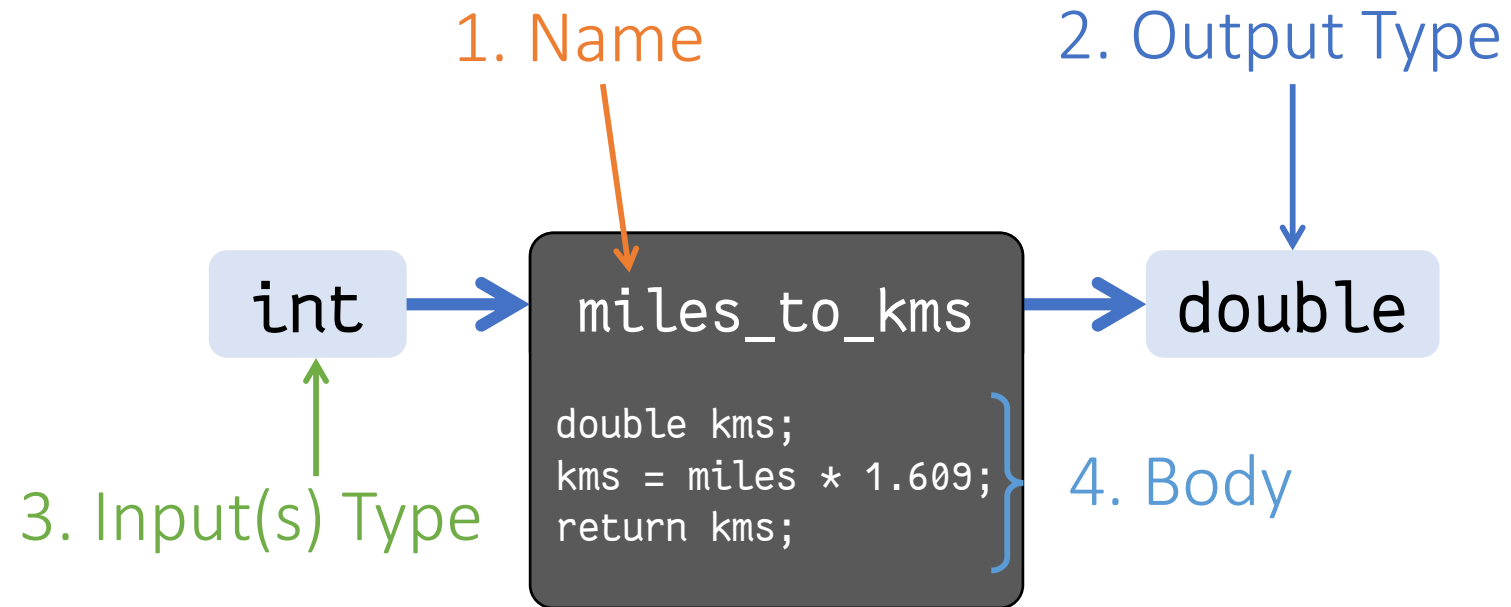 1. Name
2. Output Type
int
miles_to_kms
double
double kms;
kms = miles * 1.609;
return kms;
3. Input(s) Type
4. Body